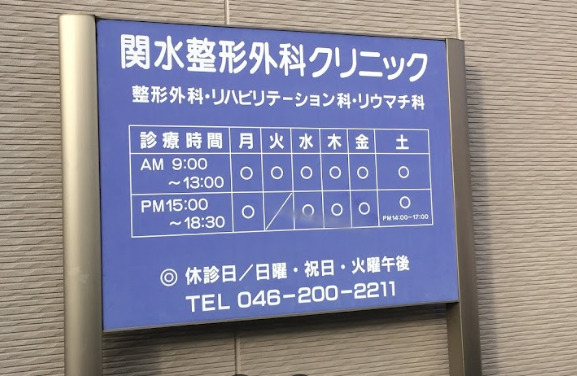 関水整形外科クリニック
整形外科・リハビリテーション科・リウマチ科
診療時間 月 火 水 木 金 土
AM 9:00 ～13:00 ○ ○ ○ ○ ○ ○
PM15:00 ～18:30 ○ ／ ○ ○ ○ ○ PM14:00-17:00
◎ 休診日／日曜・祝日・火曜午後
TEL 046-200-2211